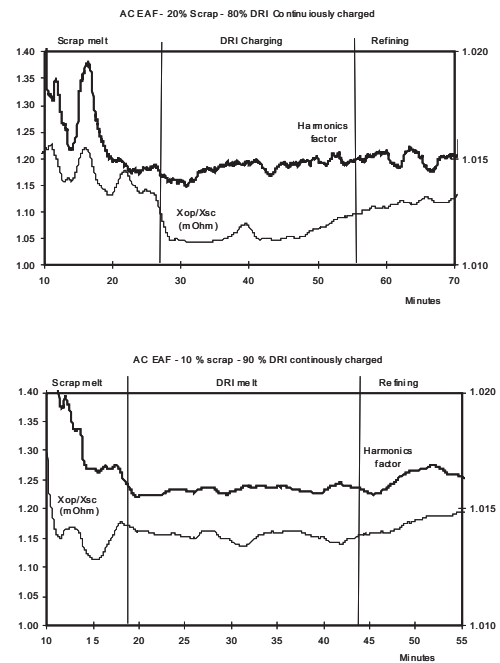 AC EAF - 20% Scrap - 80% DRI Continuiously charged
Scrap melt DRI Charging Refining
1.40 1.020
1.35
1.30
1.25
Harmonics
factor
1.20
1.15 1.015
Xop/Xsc
(mOhm)
1.10
1.05
1.00 1.010
10 20 30 40 50 60 70
Minutes
AC EAF - 10 % scrap - 90 % DRI continously charged
Scrap melt DRI melt Refining
1.40 1.020
1.35
1.30
Harmonics
factor
1.25
1.20 1.015
Xop/Xsc
(mOhm)
1.15
1.10
1.05
1.00 1.010
10 15 20 25 30 35 40 45 50 55
Minutes